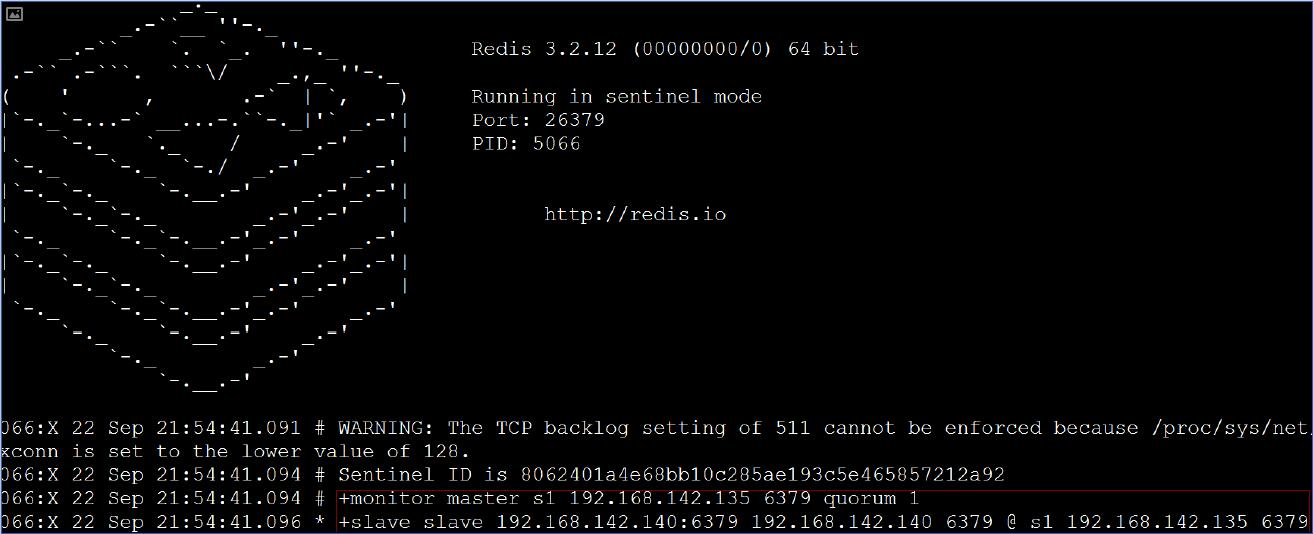 Redis 3.2.12 (00000000/0) 64 bit
Running in sentinel mode
Port: 26379
PID: 5066
http://redis.io
066:X 22 Sep 21:54:41.091 # WARNING: The TCP backlog setting of 511 cannot be enforced because /proc/sys/net.
xconn is set to the lower value of 128.
066:X 22 Sep 21:54:41.094 # Sentinel ID is 8062401a4e68bb10c285ae193c5e465857212a92
066:X 22 Sep 21:54:41.094 # +monitor master s1 192.168.142.135 6379 quorum 1
066:X 22 Sep 21:54:41.096 * +slave slave 192.168.142.140:6379 192.168.142.140 6379 @ s1 192.168.142.135 6379